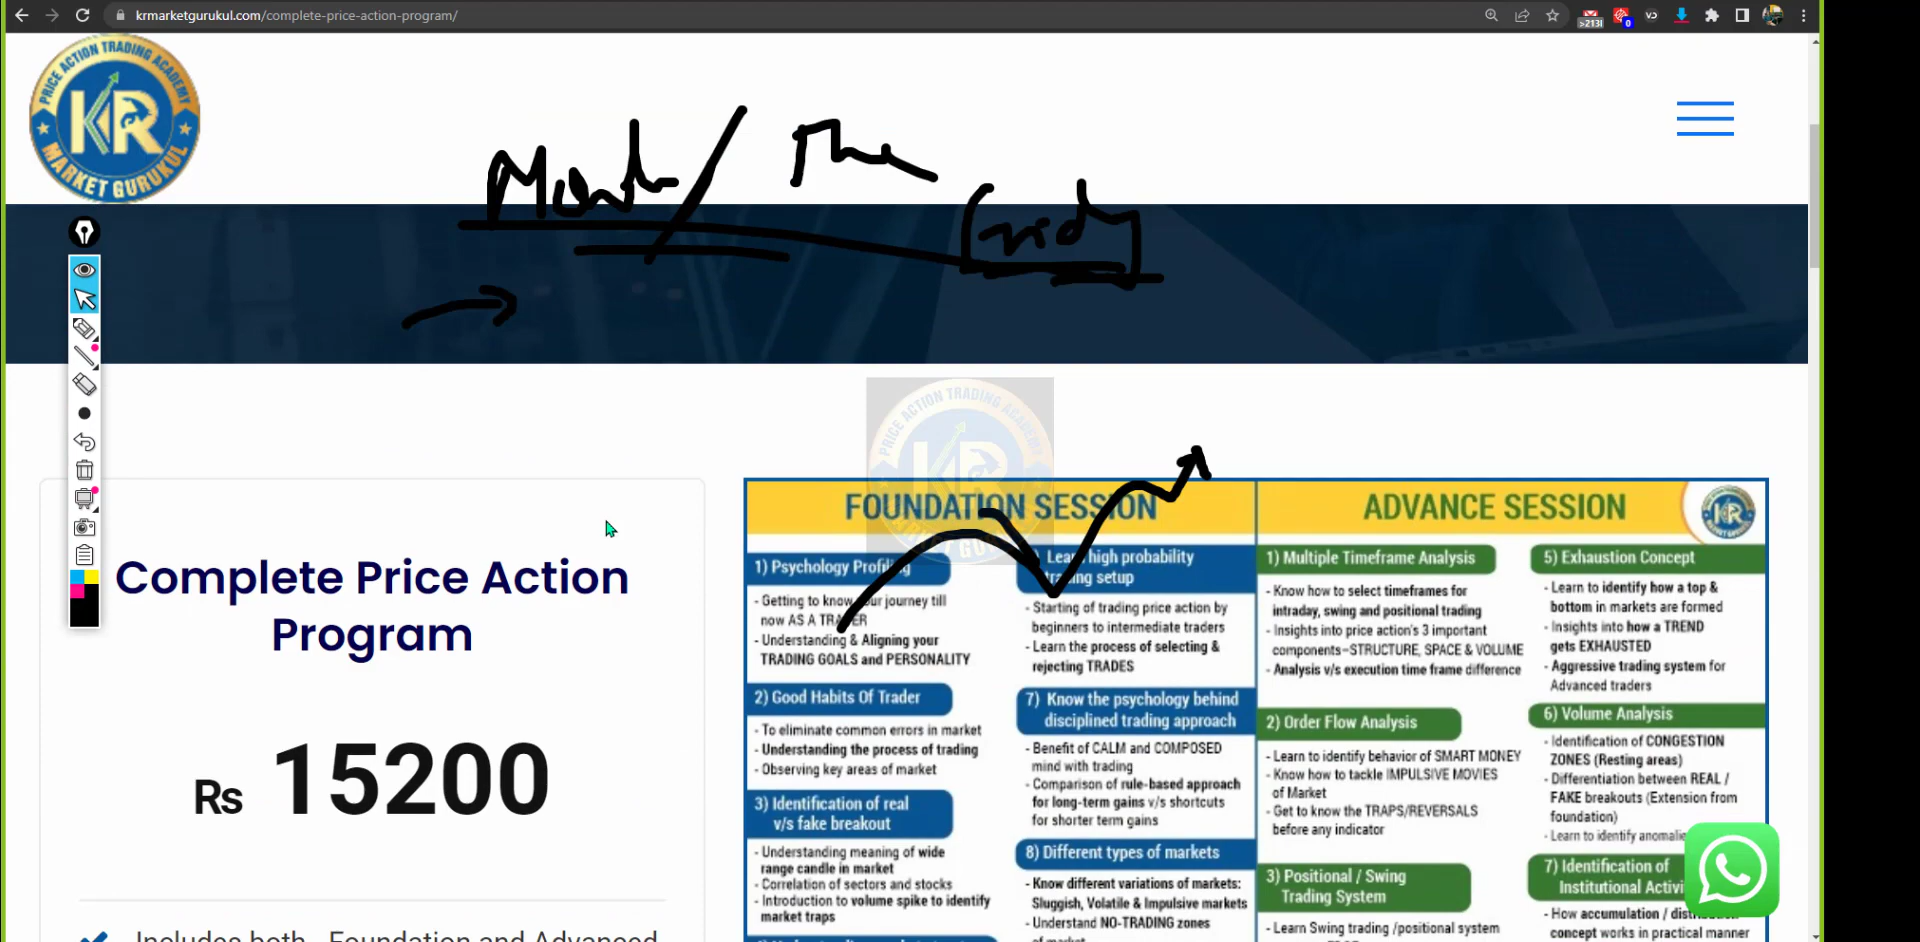 krmarketgurukul.com/complete-price-action-program/
>213
0
PRICE ACTION TRADING ACADEMY
KR
MARKET GURUKUL
Complete Price Action
Program
Rs 15200
Includes both Foundation and Advanced
FOUNDATION SESSION
1) Psychology Profiling
- Getting to know your journey till
now AS A TRADER
- Understanding & Aligning your
TRADING GOALS and PERSONALITY
2) Good Habits Of Trader
- To eliminate common errors in market
- Understanding the process of trading
- Observing key areas of market
3) Identification of real
v/s fake breakout
- Understanding meaning of wide
range candle in market
- Correlation of sectors and stocks
- Introduction to volume spike to identify
market traps
Learn high probability
trading setup
- Starting of trading price action by
beginners to intermediate traders
- Learn the process of selecting &
rejecting TRADES
7) Know the psychology behind
disciplined trading approach
- Benefit of CALM and COMPOSED
mind with trading
- Comparison of rule-based approach
for long-term gains v/s shortcuts
for shorter term gains
8) Different types of markets
- Know different variations of markets:
Sluggish, Volatile & Impulsive markets
- Understand NO-TRADING zones
of market
ADVANCE SESSION
1) Multiple Timeframe Analysis
- Know how to select timeframes for
intraday, swing and positional trading
- Insights into price action's 3 important
components-STRUCTURE, SPACE & VOLUME
- Analysis v/s execution time frame difference
2) Order Flow Analysis
- Learn to identify behavior of SMART MONEY
- Know how to tackle IMPULSIVE MOVIES
of Market
- Get to know the TRAPS/REVERSALS
before any indicator
3) Positional / Swing
Trading System
- Learn Swing trading /positional system
5) Exhaustion Concept
- Learn to identify how a top &
bottom in markets are formed
- Insights into how a TREND
gets EXHAUSTED
- Aggressive trading system for
Advanced traders
6) Volume Analysis
- Identification of CONGESTION
ZONES (Resting areas)
- Differentiation between REAL /
FAKE breakouts (Extension from
foundation)
- Learn to identify
7) Identification of
Institutional
- How accumulation /
concept works in practical manner
KR
PRICE ACTION TRADING ACADEMY
KR
MARKET GURUKUL